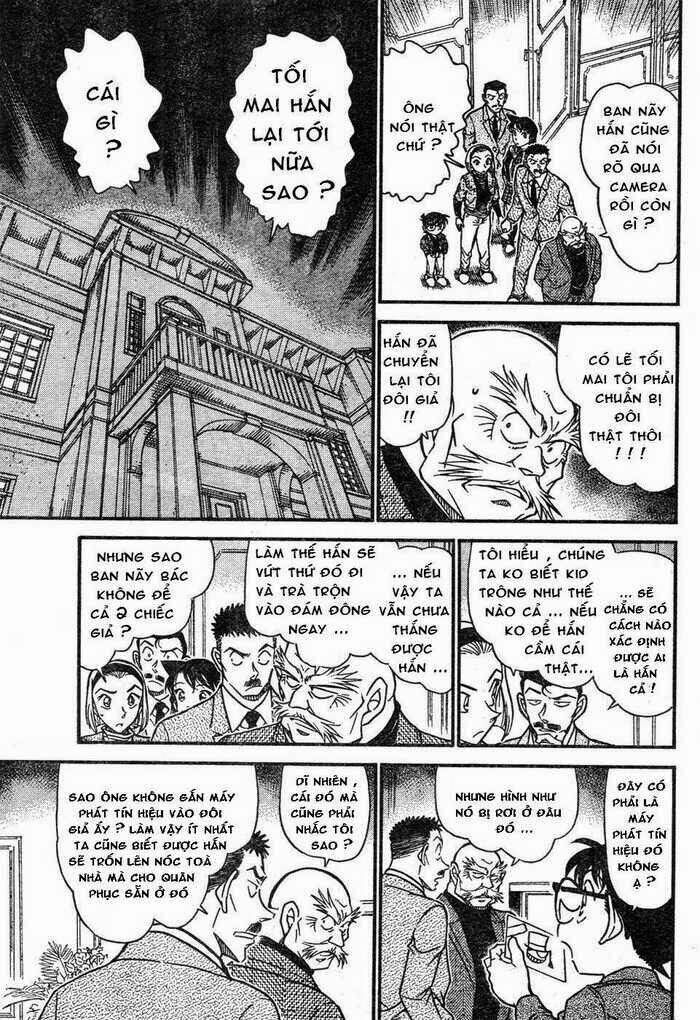 BAN NÃY HẮN CŨNG
ĐÃ NÓI
RÕ QUA
CAMERA
RỒI CÒN
GÌ ?
ÔNG
NÓI THẬT
CHỨ ?
TỐI
MAI HẮN
LẠI TỚI
NỮA
SAO ?
CÁI
GÌ
?
CÓ LẼ TỐI
MAI TÔI PHẢI
CHUẨN BỊ
ĐÔI
THẬT THÔI
! ! !
HẮN ĐÃ
CHUYỂN
LẠI TÔI
ĐÔI GIẢ
!!
TÔI HIỂU , CHÚNG
TA KO BIẾT KID
TRÔNG NHƯ THẾ
NÀO CẢ ... NẾU
KO ĐỂ HẮN
CẦM CÁI
THẬT...
... SẼ
CHẲNG CÓ
CÁCH NÀO
XÁC ĐỊNH
ĐƯỢC AI
LÀ HẮN
CẢ !
... NẾU
VẬY TA
VẪN CHƯA
THẮNG
ĐƯỢC
HẮN ...
LÀM THẾ HẮN SẼ
VỨT THỨ ĐÓ ĐI
VÀ TRÀ TRỘN
VÀO ĐÁM ĐÔNG
NGAY ...
NHƯNG SAO
BAN NÃY BÁC
KHÔNG ĐỂ
CẢ 2 CHIẾC
GIẢ ?
ĐÂY CÓ
PHẢI LÀ
MÁY
PHÁT TÍN
HIỆU ĐÓ
KHÔNG
Ạ ?
NHƯNG HÌNH NHƯ
NÓ BỊ RƠI Ở ĐÂU
ĐÓ ...
DĨ NHIÊN ,
CÁI ĐÓ MÀ
CŨNG PHẢI
NHẮC TÔI
SAO ?
SAO ÔNG KHÔNG GẮN MÁY
PHÁT TÍN HIỆU VÀO ĐÔI
GIẢ ẤY ? LÀM VẬY ÍT NHẤT
TA CŨNG BIẾT ĐƯỢC HẮN
SẼ TRỐN LÊN NÓC TOÀ
NHÀ MÀ CHO QUÂN
PHỤC SẴN Ở ĐÓ